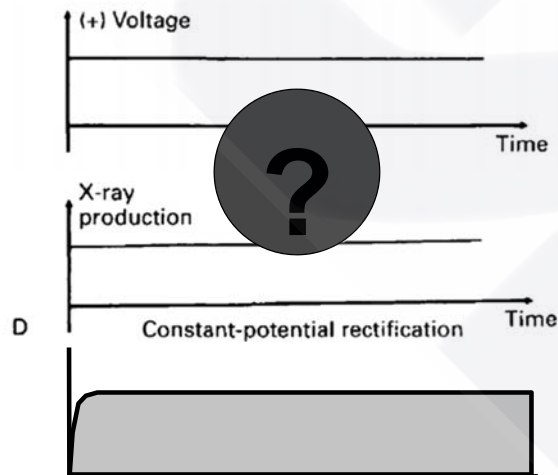 (+) Voltage
Time
?
X-ray
production
Time
D
Constant-potential rectification